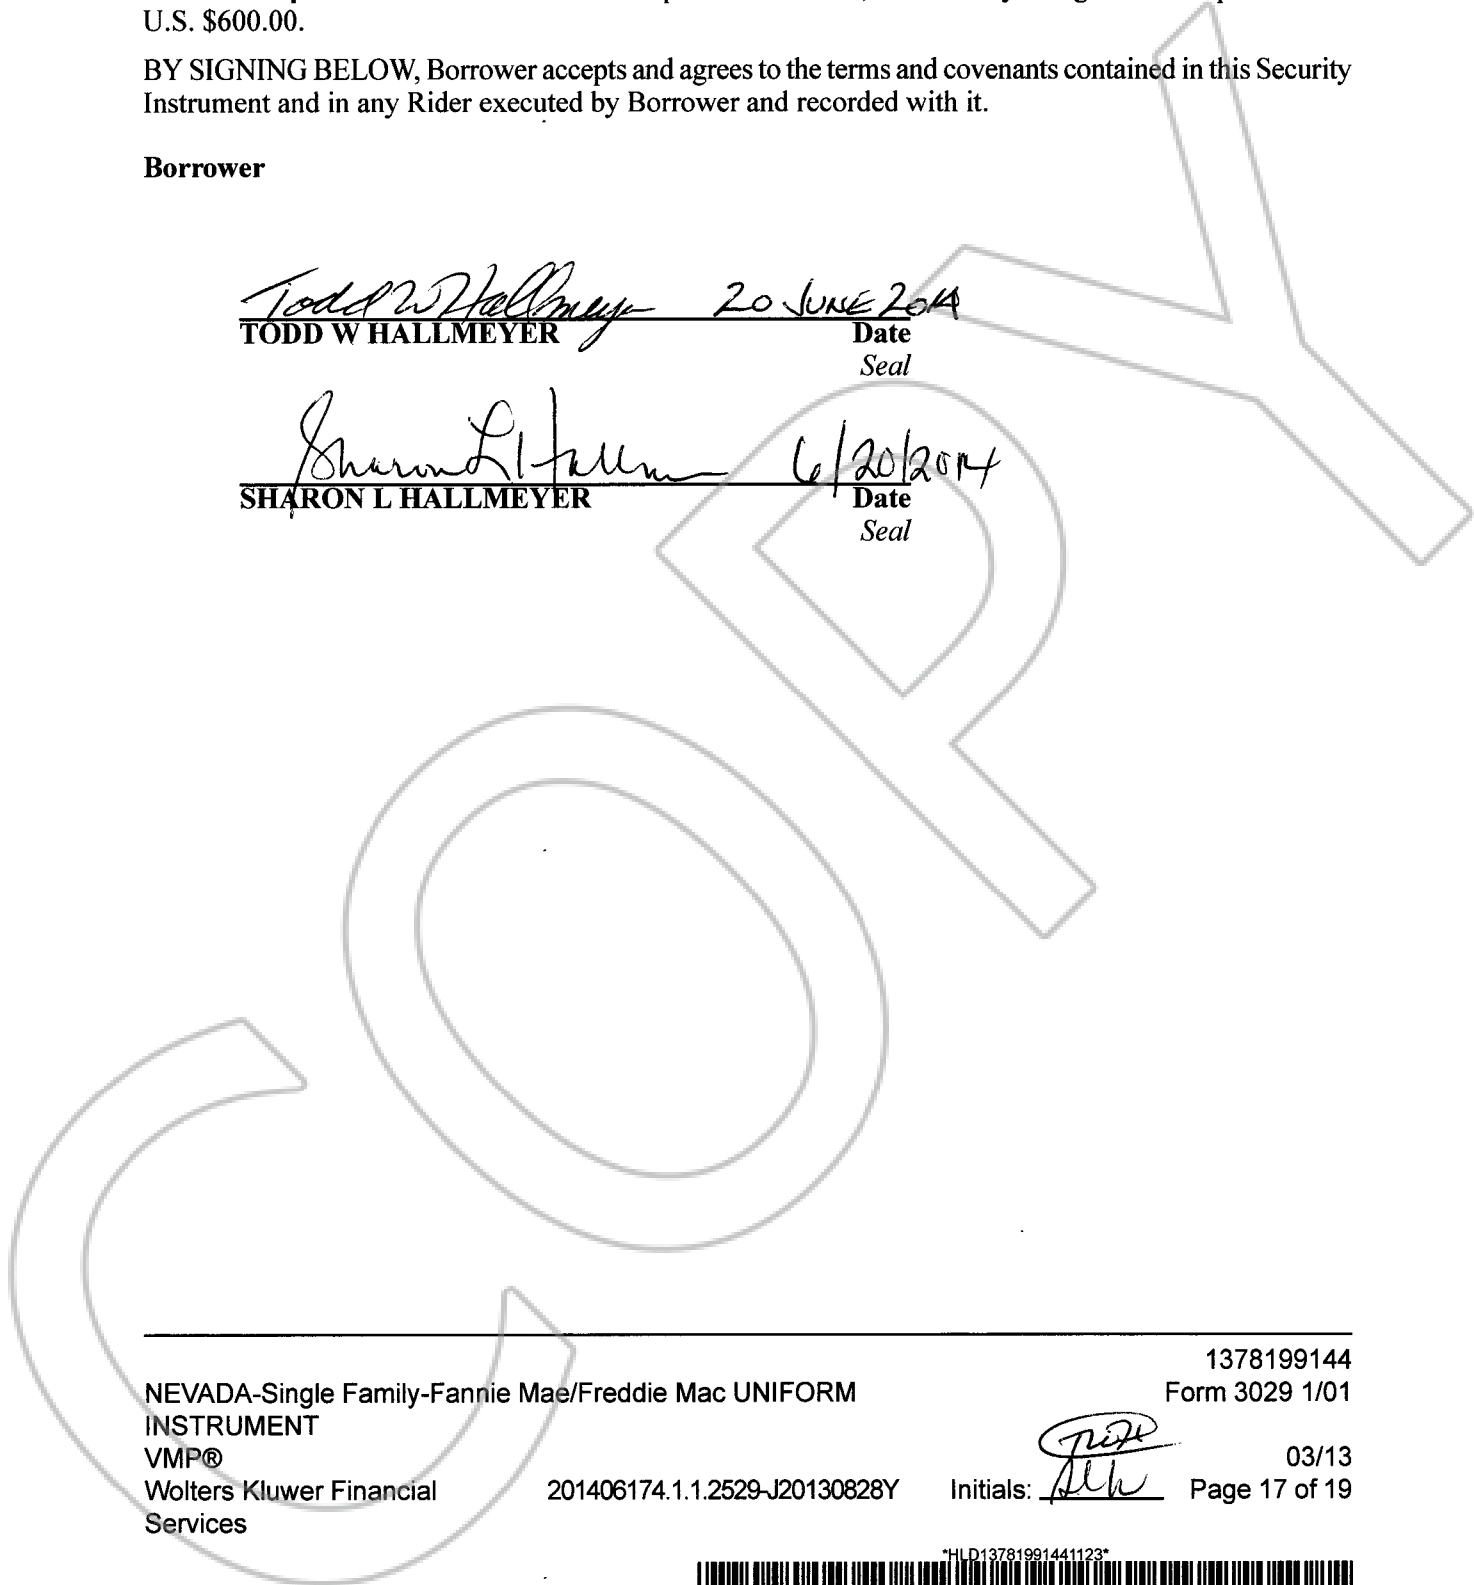 U.S. $600.00.
BY SIGNING BELOW, Borrower accepts and agrees to the terms and covenants contained in this Security
Instrument and in any Rider executed by Borrower and recorded with it.
Borrower
Todd W Hallmeyer 20 JUNE 2014
TODD W HALLMEYER Date
Seal
Sharon L Hallm 6/20/2014
SHARON L HALLMEYER Date
Seal
COPY
1378199144
NEVADA-Single Family-Fannie Mae/Freddie Mac UNIFORM Form 3029 1/01
INSTRUMENT
VMP® 03/13
Wolters Kluwer Financial 201406174.1.1.2529-J20130828Y Initials: SLH Page 17 of 19
Services
*HLD13781991441123*